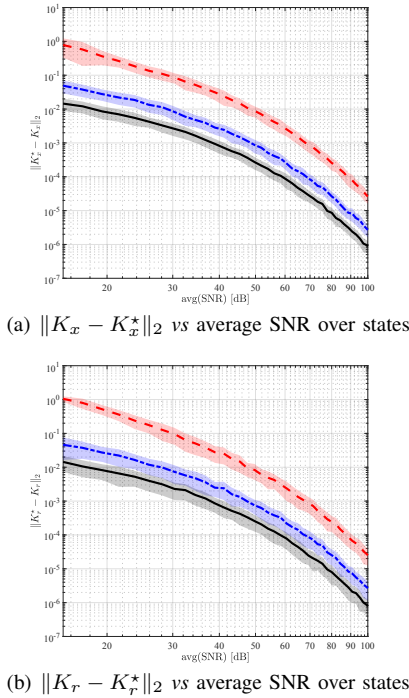 10^1
10^0
10^-1
10^-2
10^-3
10^-4
10^-5
10^-6
10^-7
‖K_x^⋆ − K_x‖_2
20 30 40 50 60 70 80 90 100
avg(SNR) [dB]
(a) ‖K_x − K_x^⋆‖_2 vs average SNR over states
10^1
10^0
10^-1
10^-2
10^-3
10^-4
10^-5
10^-6
‖K_r^⋆ − K_r‖_2
20 30 40 50 60 70 80 90 100
avg(SNR) [dB]
(b) ‖K_r − K_r^⋆‖_2 vs average SNR over states